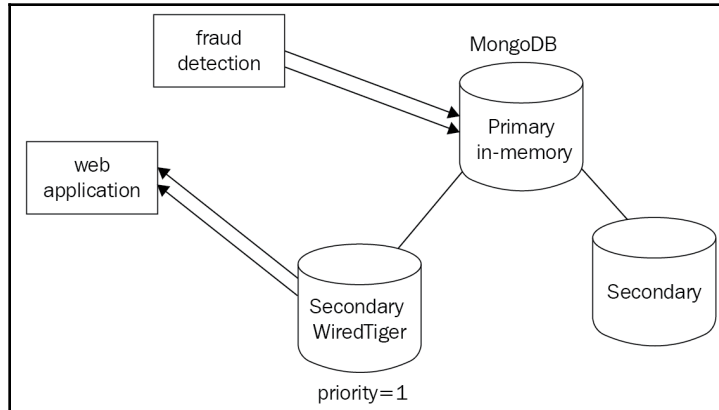 fraud
detection
MongoDB
Primary
in-memory
web
application
Secondary
WiredTiger
Secondary
priority=1